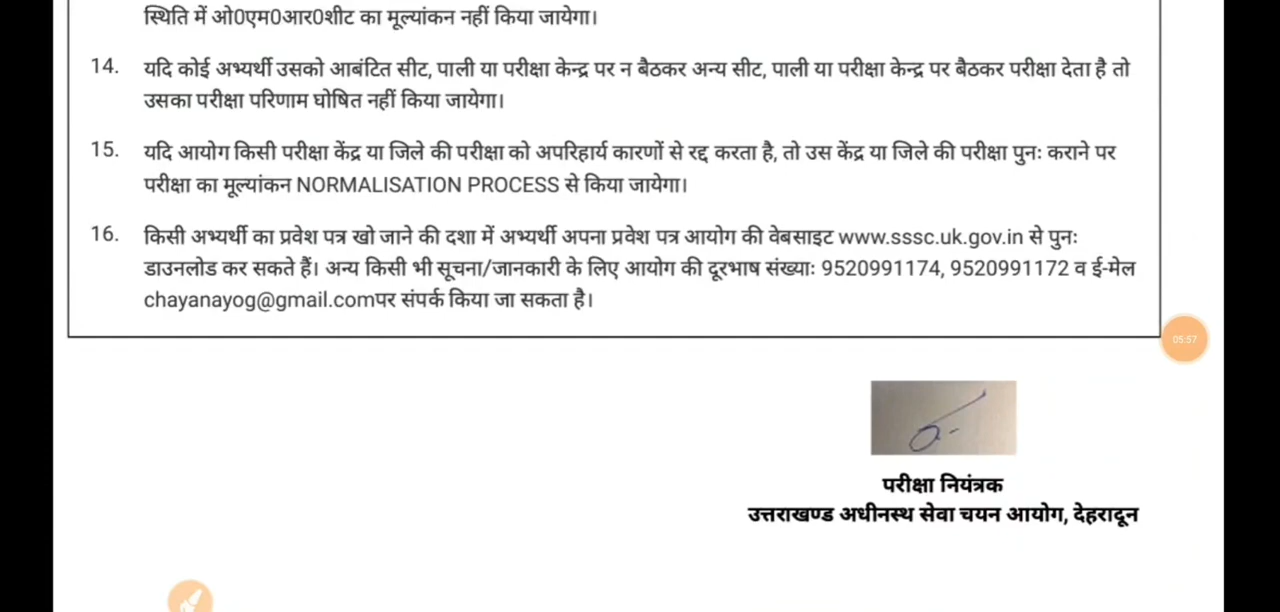 स्थिति में ओ0एम0आर0शीट का मूल्यांकन नहीं किया जायेगा।
14. यदि कोई अभ्यर्थी उसको आबंटित सीट, पाली या परीक्षा केन्द्र पर न बैठकर अन्य सीट, पाली या परीक्षा केन्द्र पर बैठकर परीक्षा देता है तो
उसका परीक्षा परिणाम घोषित नहीं किया जायेगा।
15. यदि आयोग किसी परीक्षा केंद्र या जिले की परीक्षा को अपरिहार्य कारणों से रद्द करता है, तो उस केंद्र या जिले की परीक्षा पुनः कराने पर
परीक्षा का मूल्यांकन NORMALISATION PROCESS से किया जायेगा।
16. किसी अभ्यर्थी का प्रवेश पत्र खो जाने की दशा में अभ्यर्थी अपना प्रवेश पत्र आयोग की वेबसाइट www.sssc.uk.gov.in से पुनः
डाउनलोड कर सकते हैं। अन्य किसी भी सूचना/जानकारी के लिए आयोग की दूरभाष संख्याः 9520991174, 9520991172 व ई-मेल
chayanayog@gmail.comपर संपर्क किया जा सकता है।
05:57
परीक्षा नियंत्रक
उत्तराखण्ड अधीनस्थ सेवा चयन आयोग, देहरादून